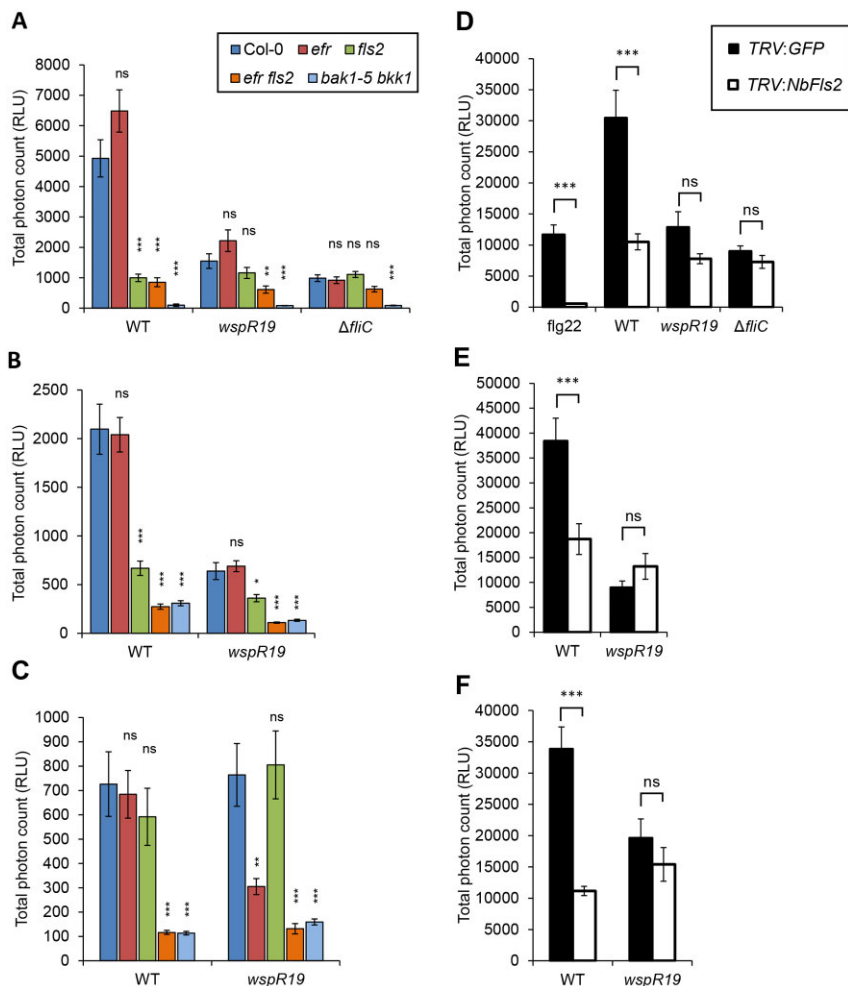 A
Col-0 efr fls2
efr fls2 bak1-5 bkk1
Total photon count (RLU)
8000
7000
6000
5000
4000
3000
2000
1000
0
ns
*** *** ***
ns ns ** ***
ns ns ns ***
WT wspR19 ΔfliC
B
Total photon count (RLU)
2500
2000
1500
1000
500
0
ns *** *** ***
ns * *** ***
WT wspR19
C
Total photon count (RLU)
1000
900
800
700
600
500
400
300
200
100
0
ns ns *** ***
** ns *** ***
WT wspR19
D
TRV:GFP
TRV:NbFls2
Total photon count (RLU)
40000
35000
30000
25000
20000
15000
10000
5000
0
*** *** ns ns
flg22 WT wspR19 ΔfliC
E
Total photon count (RLU)
50000
45000
40000
35000
30000
25000
20000
15000
10000
5000
0
*** ns
WT wspR19
F
Total photon count (RLU)
40000
35000
30000
25000
20000
15000
10000
5000
0
*** ns
WT wspR19